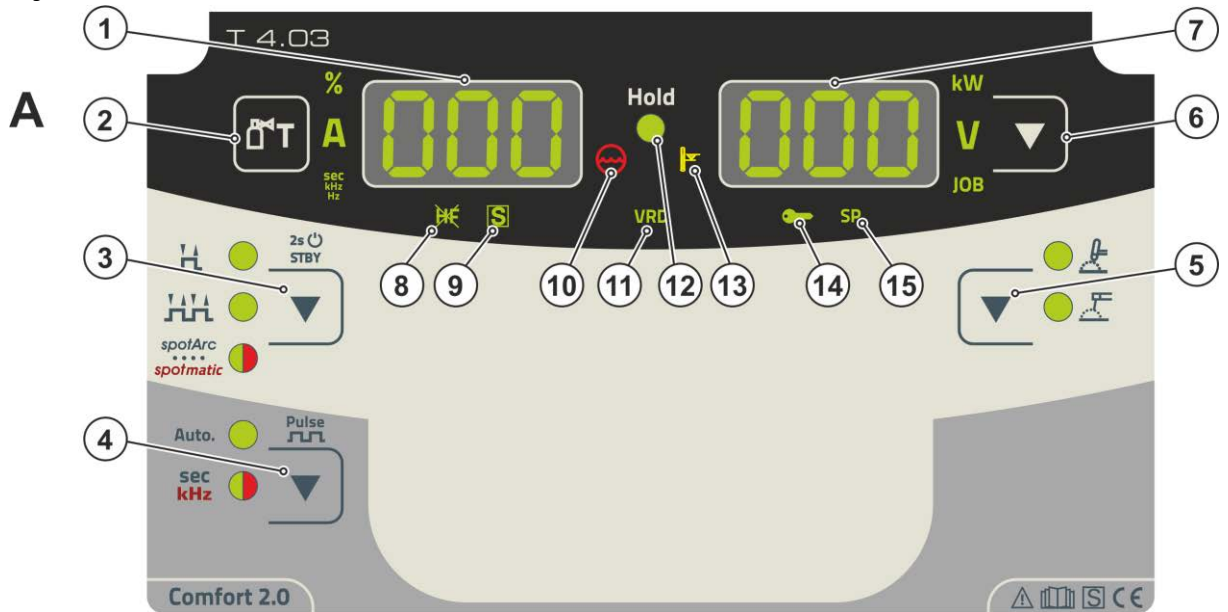 T 4.03
1
7
A
%
Hold
kW
2
T
A
000
000
V
6
sec
kHz
Hz
JOB
HF
S
VRD
SP
3
2s
STBY
8
9
10
11
12
13
14
15
5
spotArc
spotmatic
4
Auto.
Pulse
sec
kHz
Comfort 2.0
S CE